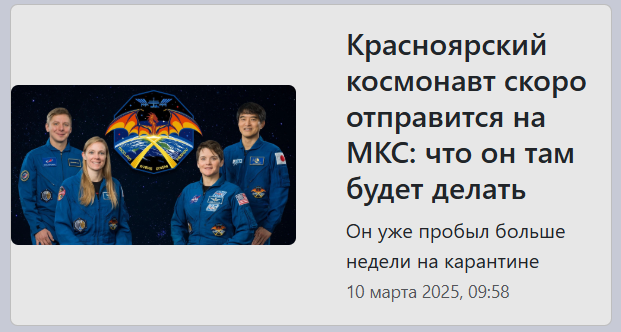 Красноярский
космонавт скоро
отправится на
МКС: что он там
будет делать
Он уже пробыл больше
недели на карантине
10 марта 2025, 09:58